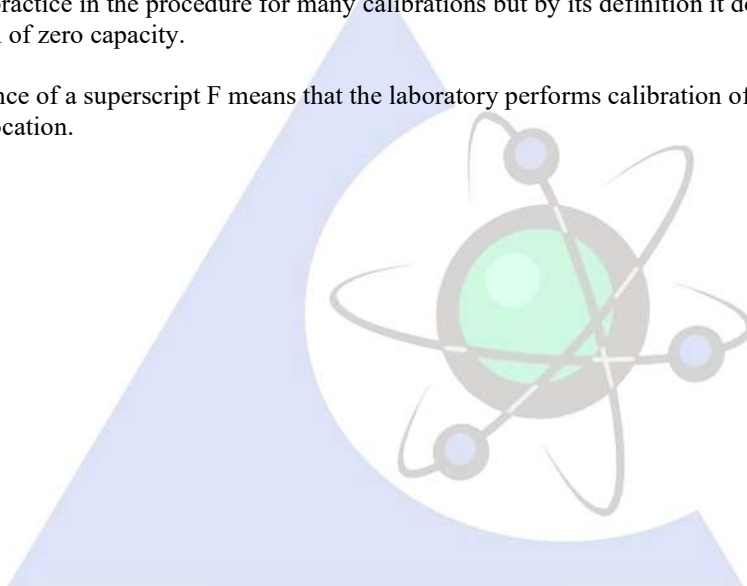 practice in the procedure for many calibrations but by its definition it do
of zero capacity.
nce of a superscript F means that the laboratory performs calibration of
ocation.